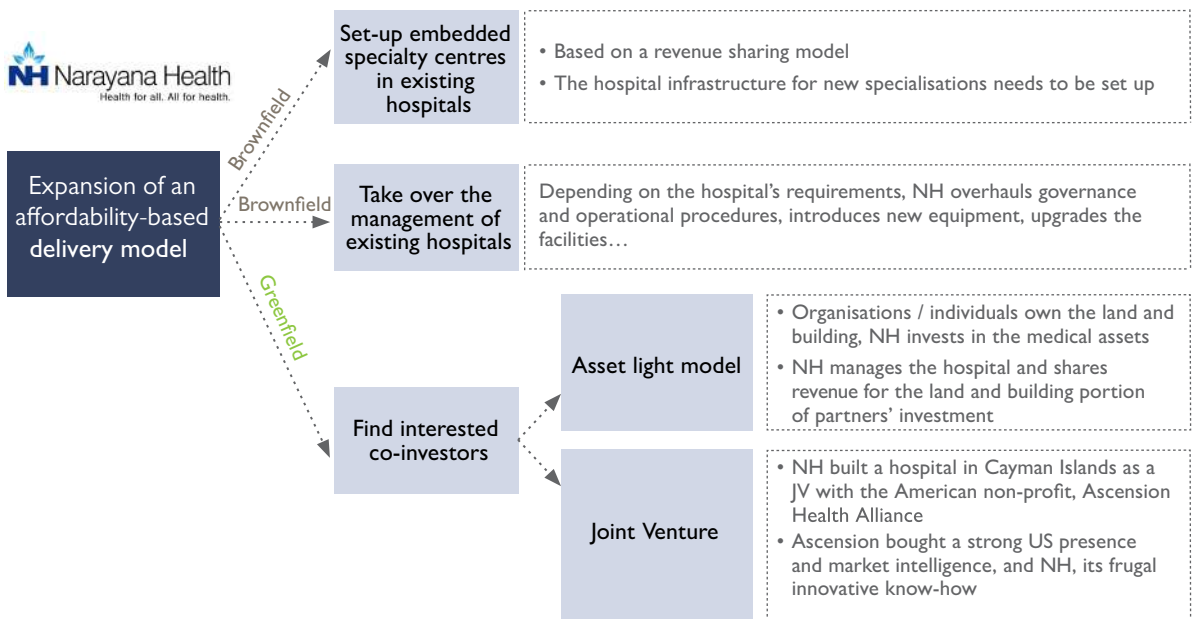 NH Narayana Health
Health for all. All for health.
Expansion of an
affordability-based
delivery model
Brownfield
Set-up embedded
specialty centres
in existing
hospitals
• Based on a revenue sharing model
• The hospital infrastructure for new specialisations needs to be set up
Brownfield
Take over the
management of
existing hospitals
Depending on the hospital's requirements, NH overhauls governance
and operational procedures, introduces new equipment, upgrades the
facilities…
Greenfield
Find interested
co-investors
Asset light model
• Organisations / individuals own the land and
building, NH invests in the medical assets
• NH manages the hospital and shares
revenue for the land and building portion
of partners' investment
Joint Venture
• NH built a hospital in Cayman Islands as a
JV with the American non-profit, Ascension
Health Alliance
• Ascension bought a strong US presence
and market intelligence, and NH, its frugal
innovative know-how